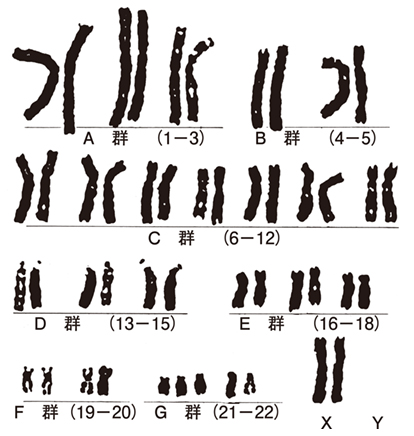 A 群 (1−3) B 群 (4−5)
C 群 (6−12)
D 群 (13−15) E 群 (16−18)
F 群 (19−20) G 群 (21−22)
X Y